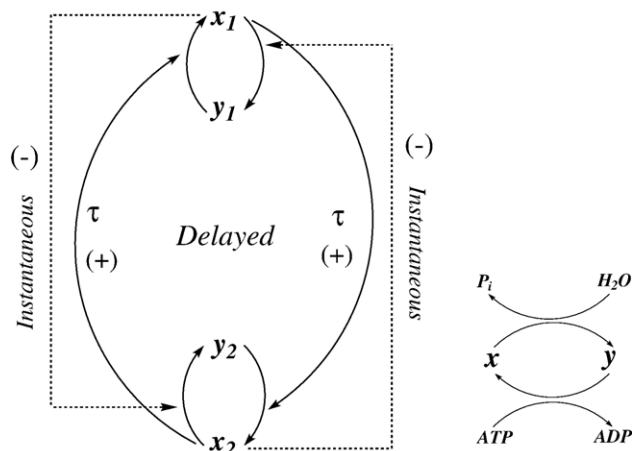 x1
y1
(-)
Instantaneous
τ
(+)
Delayed
τ
(+)
(-)
Instantaneous
y2
x2
Pi
H2O
x
y
ATP
ADP